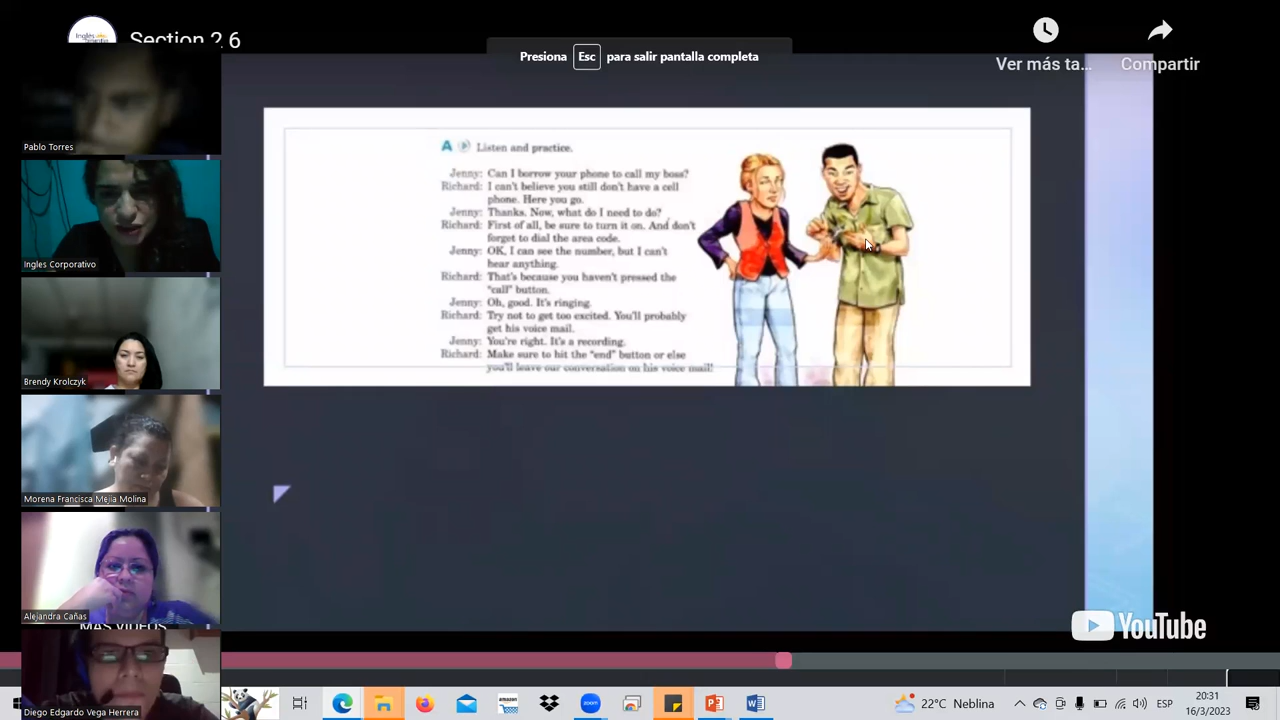 Section 2 6
Presiona Esc para salir pantalla completa
Ver más ta...
Compartir
Pablo Torres
Ingles Corporativo
Brendy Krolczyk
Morena Francisca Mejia Molina
Alejandra Cañas
MÁS VÍDEOS
Diego Edgardo Vega Herrera
A Listen and practice.
Jenny: Can I borrow your phone to call my boss?
Richard: I can't believe you still don't have a cell
phone. Here you go.
Jenny: Thanks. Now, what do I need to do?
Richard: First of all, be sure to turn it on. And don't
forget to dial the area code.
Jenny: OK, I can see the number, but I can't
hear anything.
Richard: That's because you haven't pressed the
"call" button.
Jenny: Oh, good. It's ringing.
Richard: Try not to get too excited. You'll probably
get his voice mail.
Jenny: You're right. It's a recording.
Richard: Make sure to hit the "end" button or else
you'll leave our conversation on his voice mail!
YouTube
amazon
zoom
22°C Neblina
ESP
20:31
16/3/2023